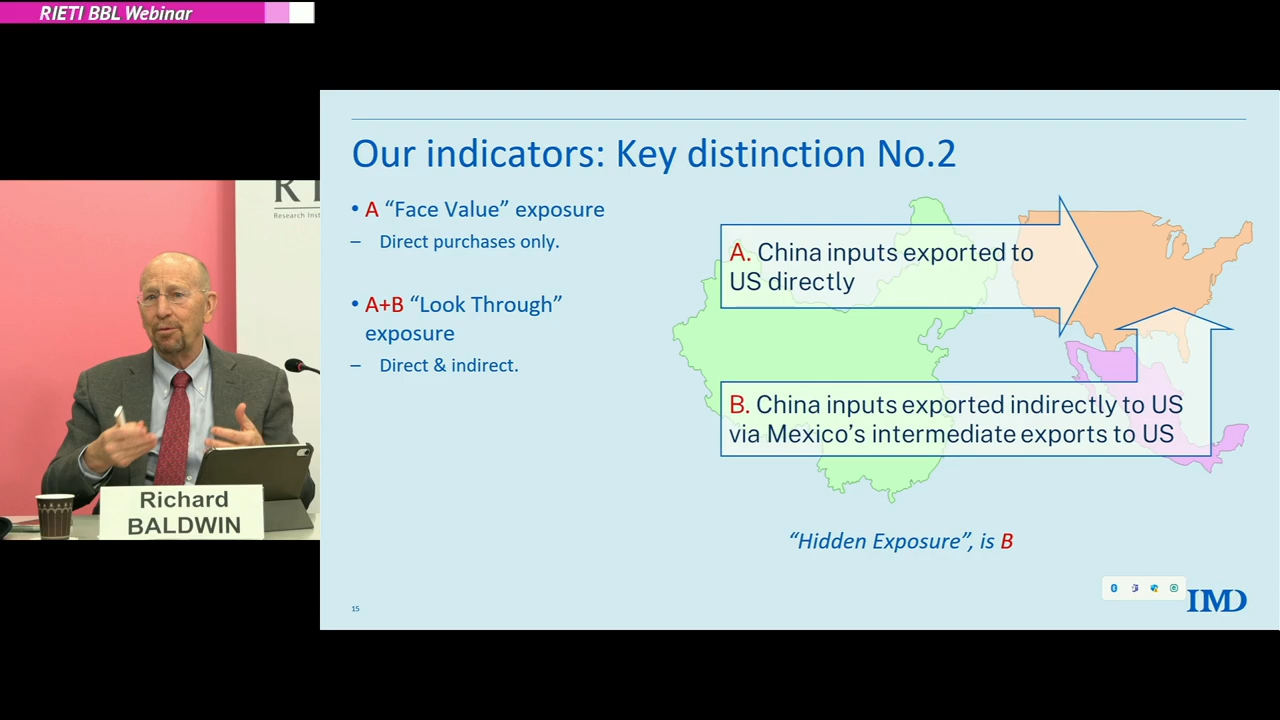 RIETI BBL Webinar
Our indicators: Key distinction No.2
• A “Face Value” exposure
– Direct purchases only.
• A+B “Look Through”
exposure
– Direct & indirect.
A. China inputs exported to
US directly
B. China inputs exported indirectly to US
via Mexico’s intermediate exports to US
“Hidden Exposure”, is B
15
IMD
Research Inst
Richard
BALDWIN